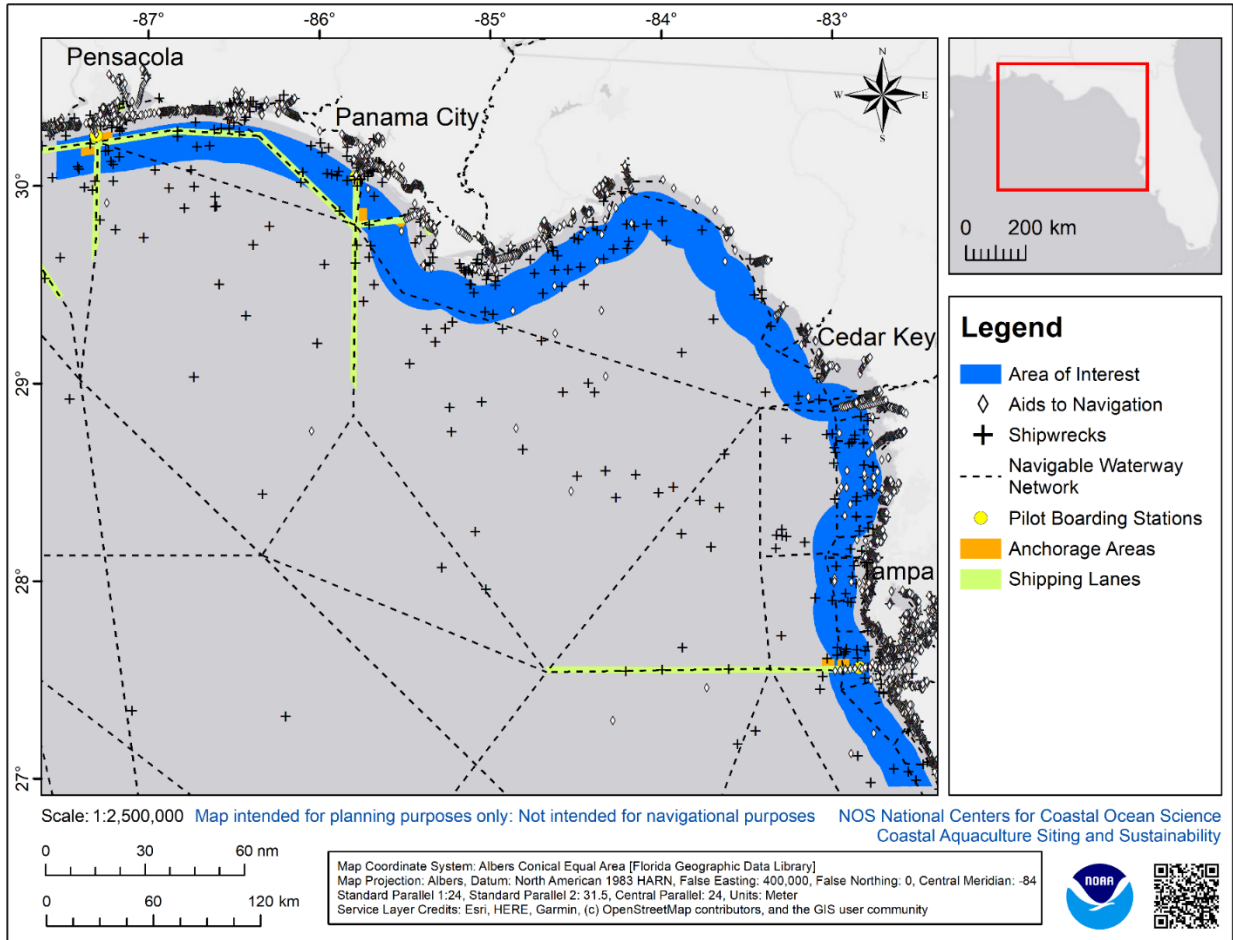 -87°
-86°
-85°
-84°
-83°
Pensacola
Panama City
N
W
E
S
30°
Cedar Key
29°
28°
Tampa
27°
0 200 km
Legend
Area of Interest
Aids to Navigation
Shipwrecks
Navigable Waterway
Network
Pilot Boarding Stations
Anchorage Areas
Shipping Lanes
Scale: 1:2,500,000 Map intended for planning purposes only: Not intended for navigational purposes
NOS National Centers for Coastal Ocean Science
Coastal Aquaculture Siting and Sustainability
0 30 60 nm
0 40 80 120 km
Map Coordinate System: Albers Conical Equal Area [Florida Geographic Data Library]
Map Projection: Albers, Datum: North American 1983 HARN, False Easting: 400,000, False Northing: 0, Central Meridian: -84
Standard Parallel 1:24, Standard Parallel 2: 31.5, Central Parallel: 24, Units: Meter
Service Layer Credits: Esri, HERE, Garmin, (c) OpenStreetMap contributors, and the GIS user community
NOAA